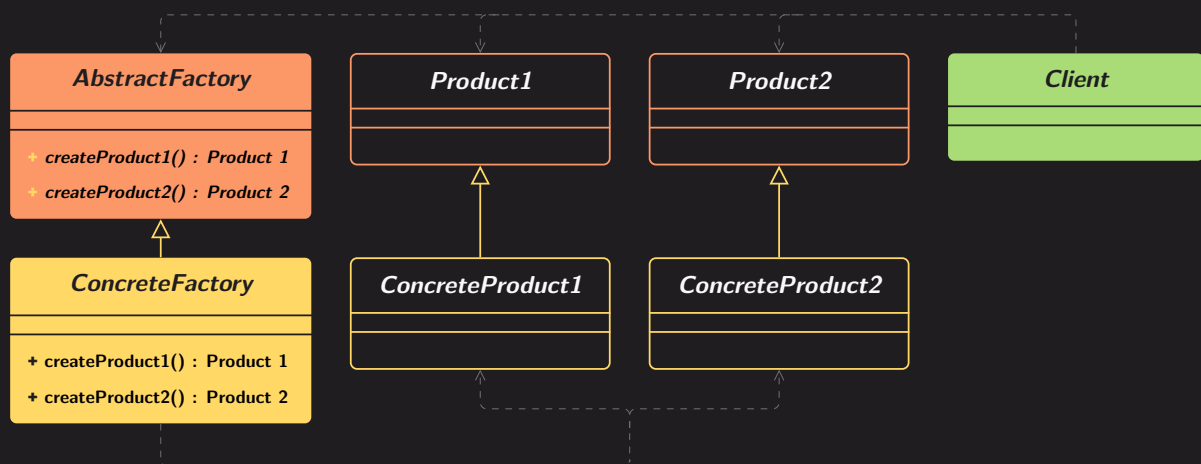 AbstractFactory
+ createProduct1() : Product 1
+ createProduct2() : Product 2
Product1
Product2
Client
ConcreteFactory
+ createProduct1() : Product 1
+ createProduct2() : Product 2
ConcreteProduct1
ConcreteProduct2